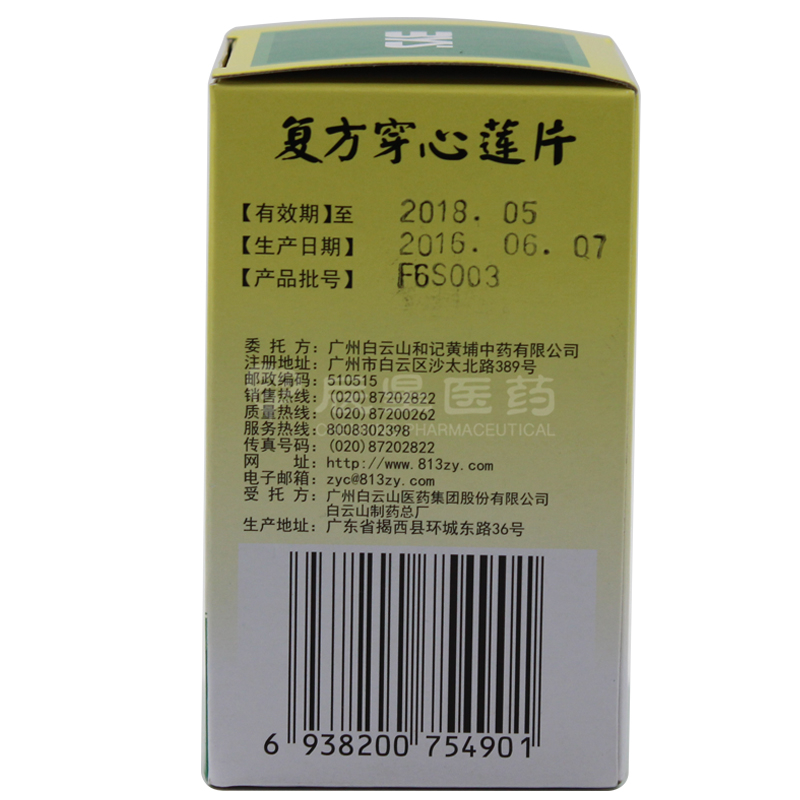 复方穿心莲片
【有效期】至 2018. 05
【生产日期】 2016. 06. 07
【产品批号】 F6S003
委托方：广州白云山和记黄埔中药有限公司
注册地址：广州市白云区沙太北路389号
邮政编码：510515
销售热线：(020)87202822
质量热线：(020)87200262
服务热线：8008302398
传真号码：(020)87202822
网 址：http://www.813zy.com
电子邮箱：zyc@813zy.com
受托方：广州白云山医药集团股份有限公司
白云山制药总厂
生产地址：广东省揭西县环城东路36号
医药
PHARMACEUTICAL
6 938200 754901